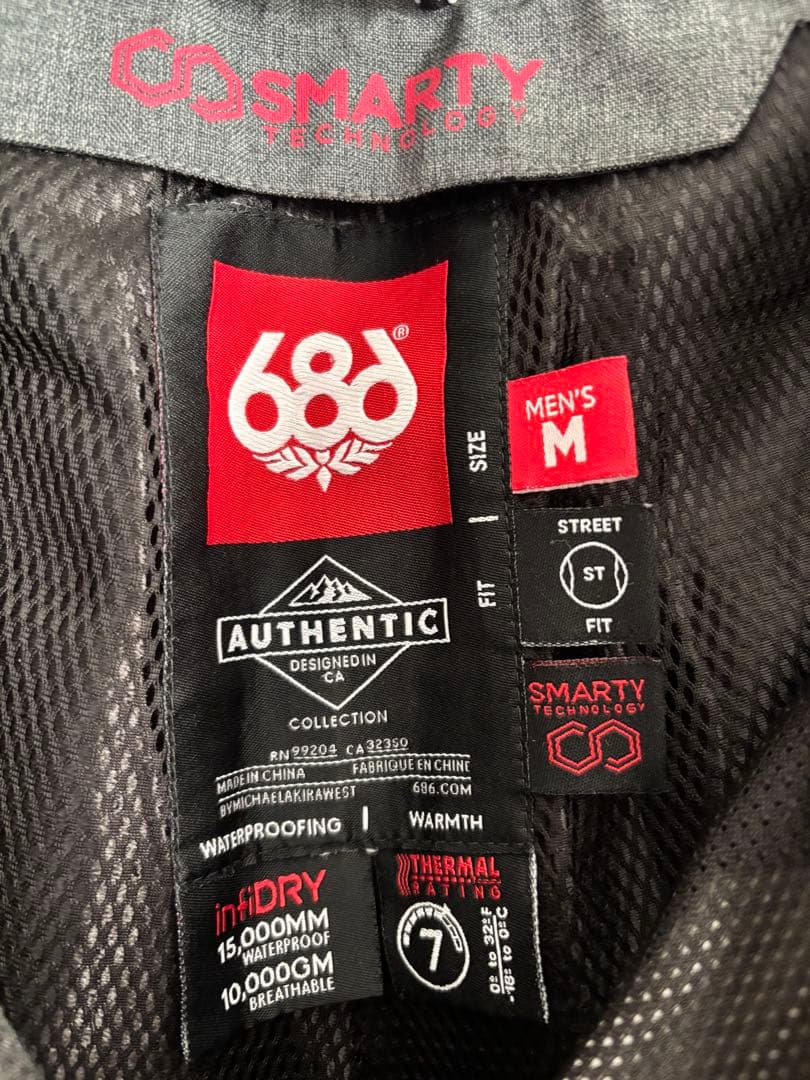 SMARTY
TECHNOLOGY
686®
SIZE
MEN'S
M
FIT
STREET
ST
FIT
AUTHENTIC
DESIGNED IN
CA
COLLECTION
SMARTY
TECHNOLOGY
RN 99204 CA 32350
MADE IN CHINA FABRIQUE EN CHINE
BYMICHAELAKIRAWEST 686.COM
WATERPROOFING | WARMTH
infiDRY
15,000MM
WATERPROOF
10,000GM
BREATHABLE
THERMAL
RATING
7
0° to 32°F
-18° to 0°C